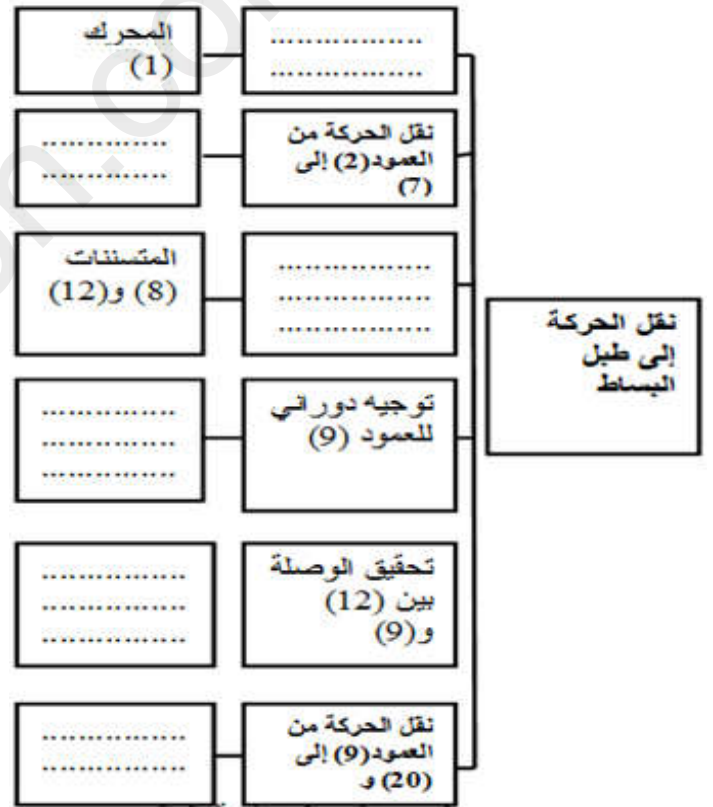 المحرك
(1)
.................
.................
نقل الحركة من
العمود(2) إلى
(7)
..............
..............
المتسننات
(8) و(12)
.................
.................
.................
نقل الحركة
إلى طبل
البساط
توجيه دوراني
للعمود (9)
..............
..............
..............
تحقيق الوصلة
بين (12)
و(9)
................
................
................
نقل الحركة من
العمود(9) إلى
(20) و
................
................